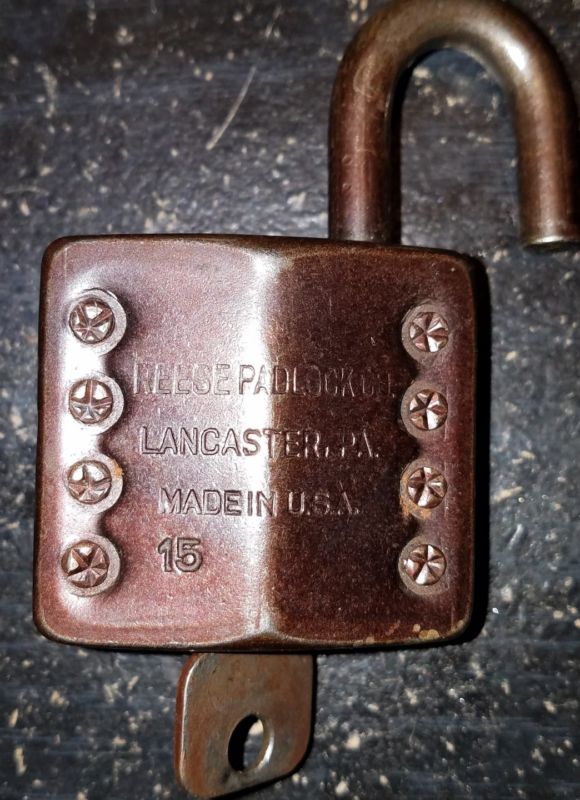 REESE PADLOCK CO.
LANCASTER, PA.
MADE IN U.S.A.
15